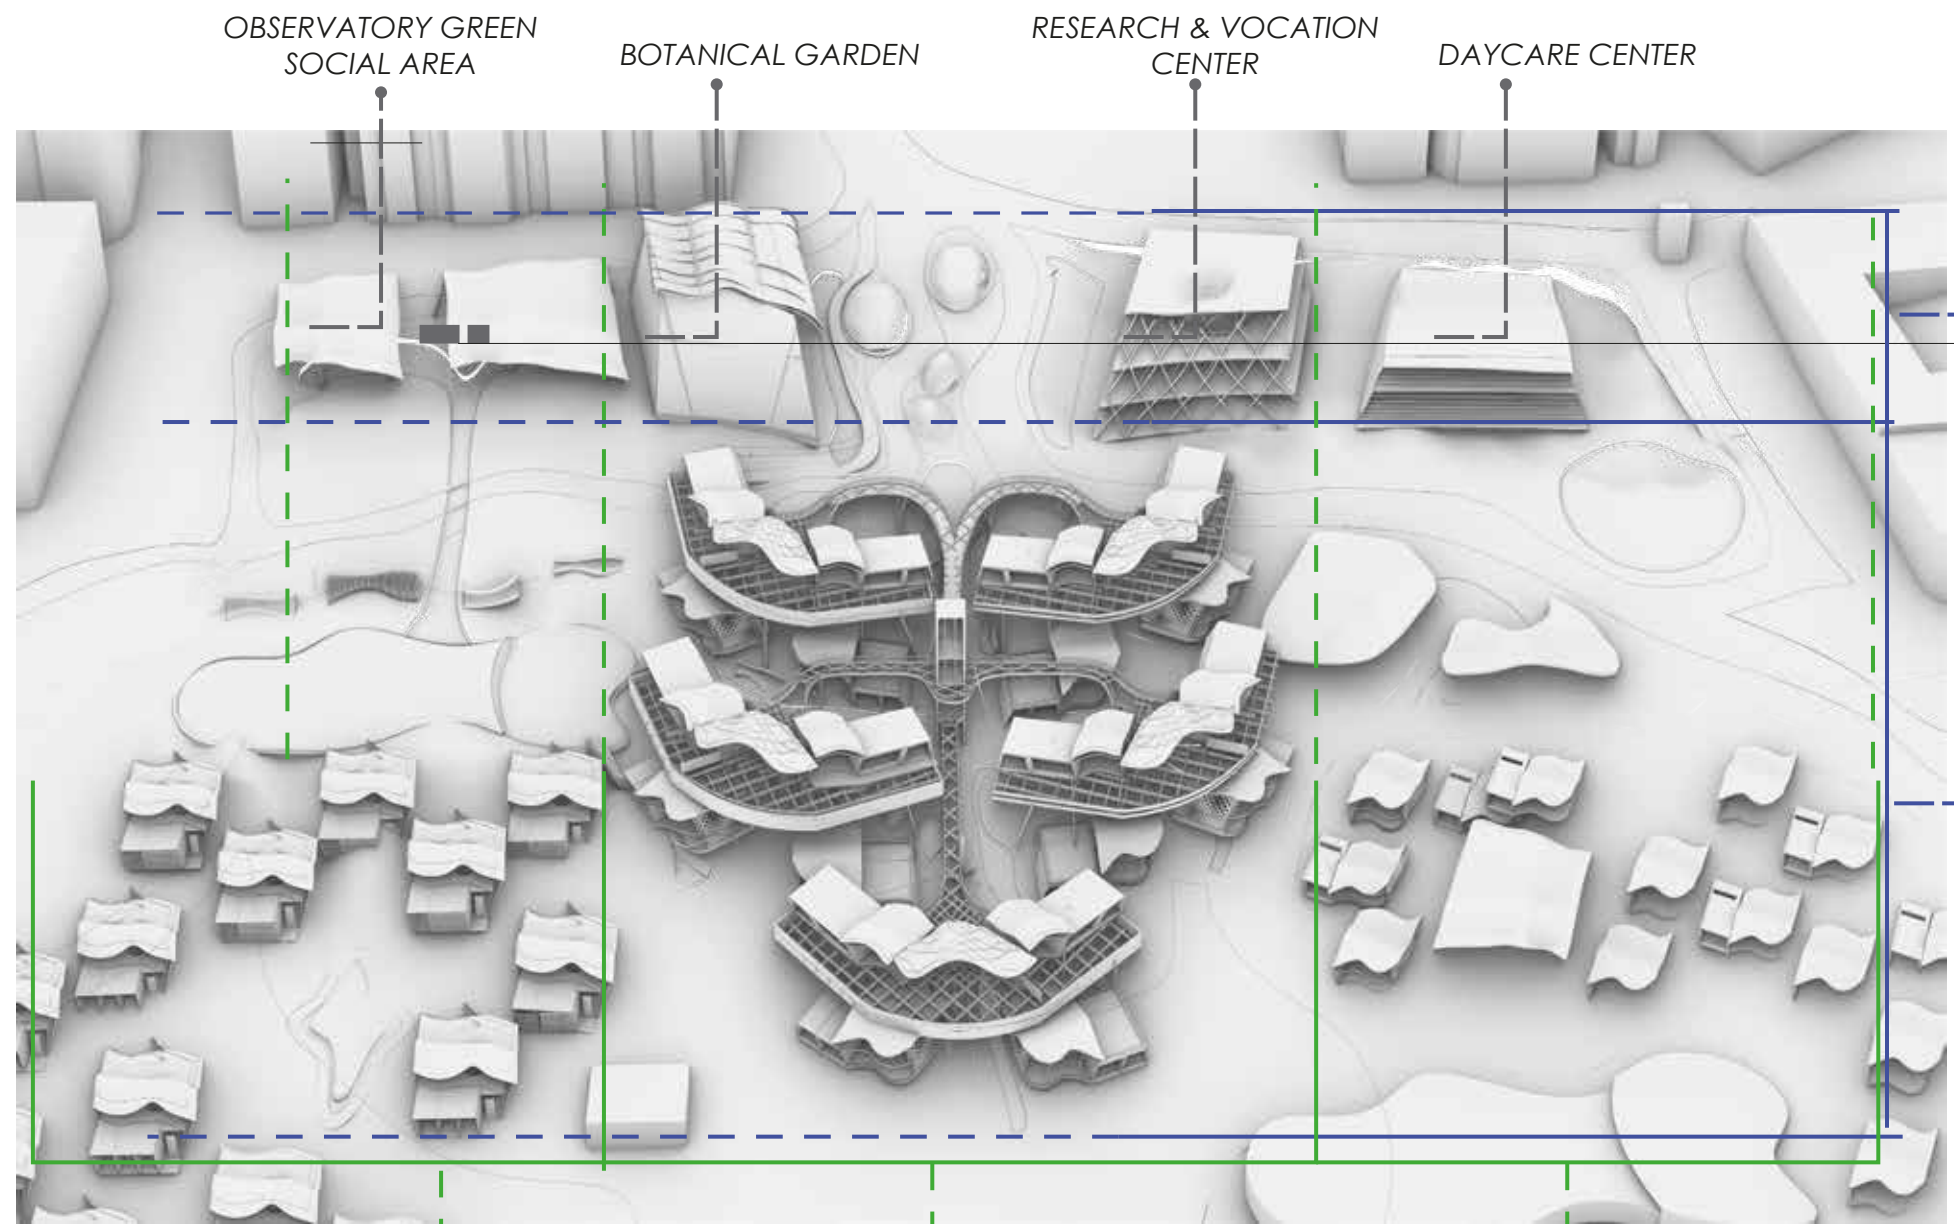 OBSERVATORY GREEN
SOCIAL AREA
BOTANICAL GARDEN
RESEARCH & VOCATION
CENTER
DAYCARE CENTER